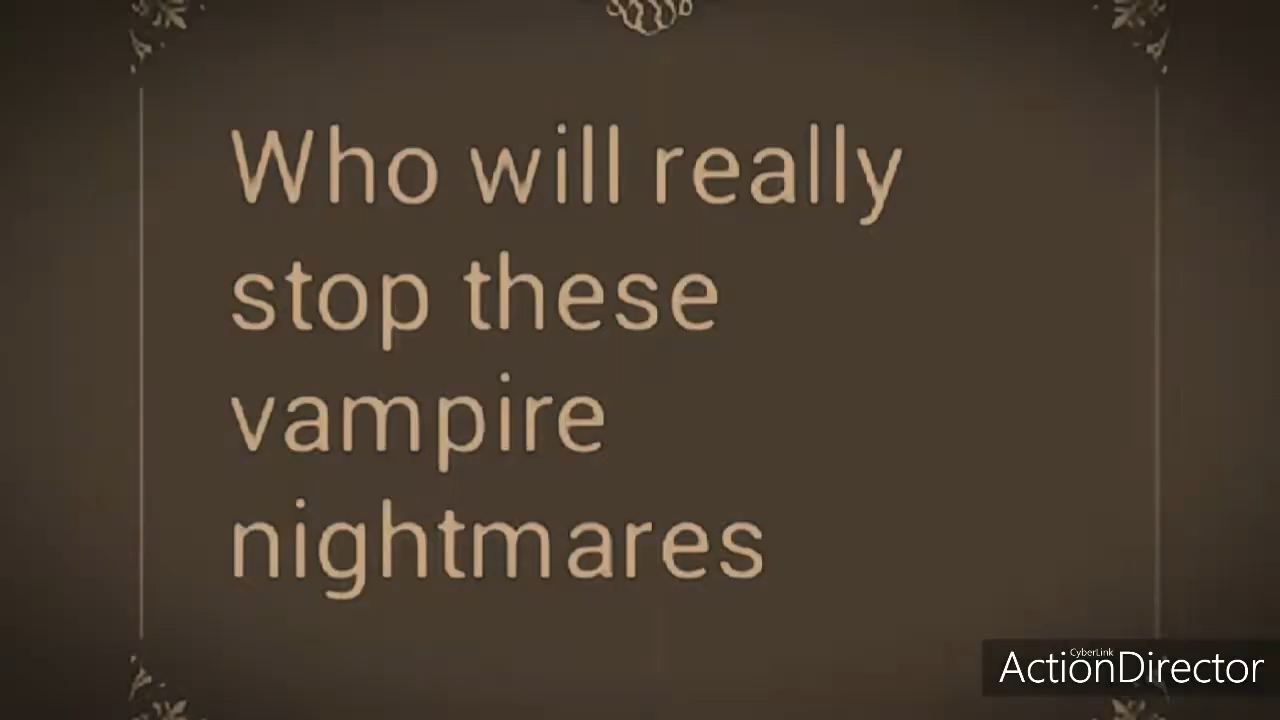 Who will really
stop these
vampire
nightmares
CyberLink
ActionDirector